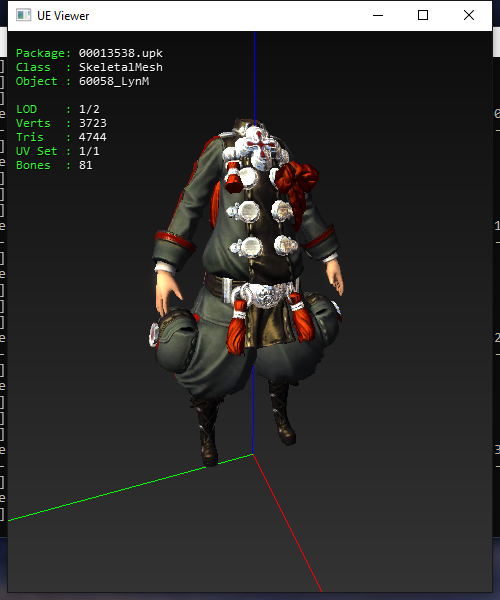 UE Viewer
Package: 00013538.upk
Class : SkeletalMesh
Object : 60058_LynM
LOD : 1/2
Verts : 3723
Tris : 4744
UV Set : 1/1
Bones : 81